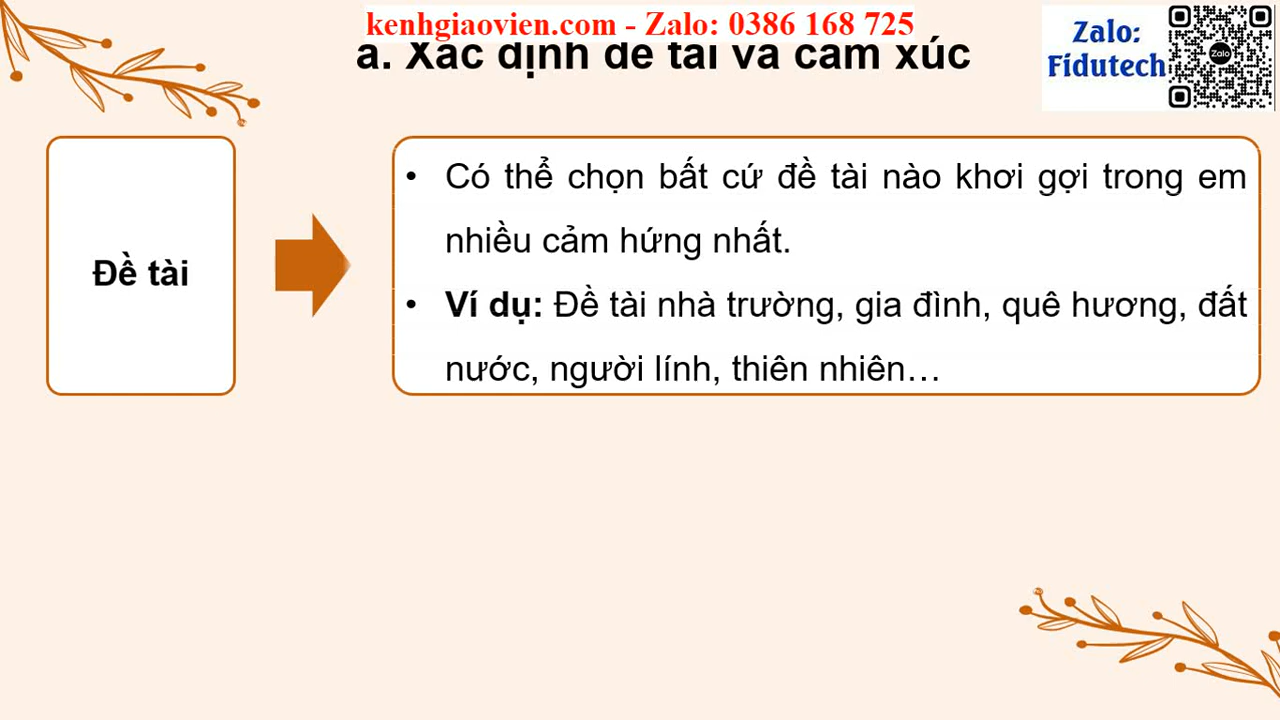 kenhgiaovien.com - Zalo: 0386 168 725
a. Xác định đề tài và cảm xúc
Zalo:
Fidutech
Zalo
Đề tài
• Có thể chọn bất cứ đề tài nào khơi gợi trong em
nhiều cảm hứng nhất.
• Ví dụ: Đề tài nhà trường, gia đình, quê hương, đất
nước, người lính, thiên nhiên…